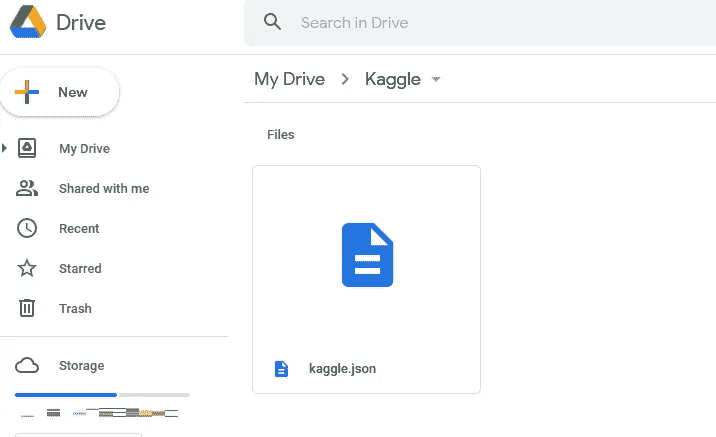 Drive
Search in Drive
My Drive > Kaggle
New
Files
My Drive
Shared with me
Recent
Starred
Trash
Storage
kaggle.json